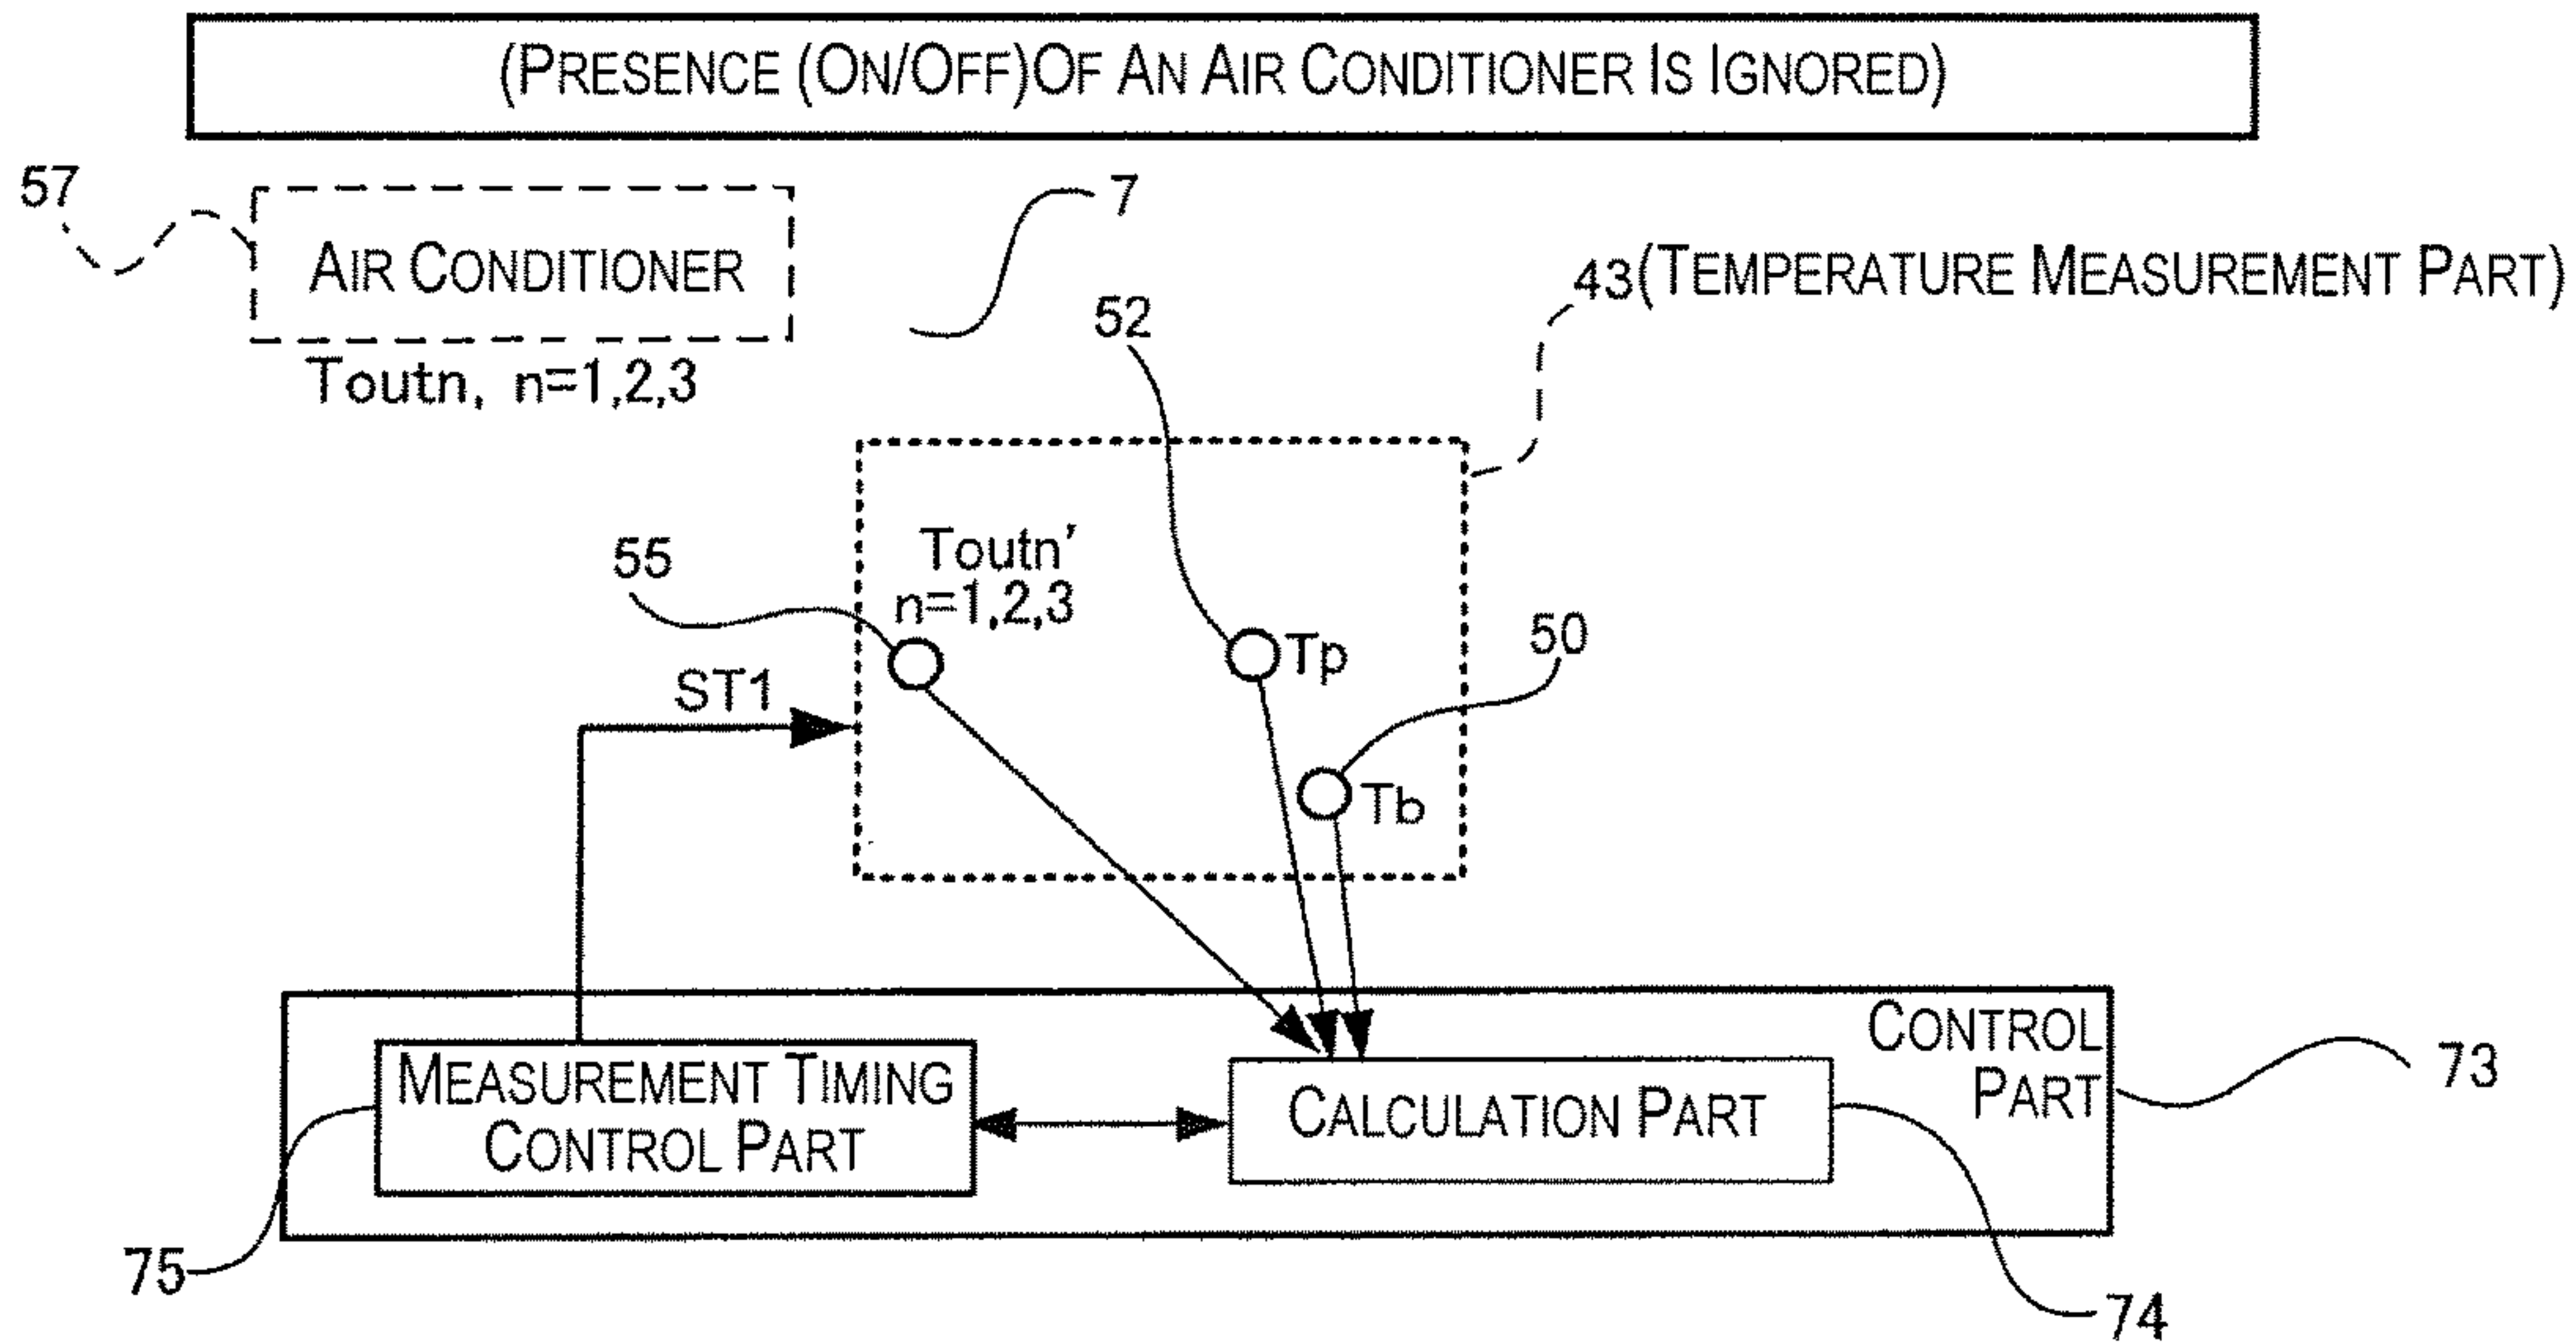 (PRESENCE (ON/OFF)OF AN AIR CONDITIONER IS IGNORED)
57
7
AIR CONDITIONER
43(TEMPERATURE MEASUREMENT PART)
52
Toutn, n=1,2,3
Toutn’
55
n=1,2,3
50
Tp
ST1
Tb
CONTROL
PART
73
MEASUREMENT TIMING
CONTROL PART
CALCULATION PART
75
74